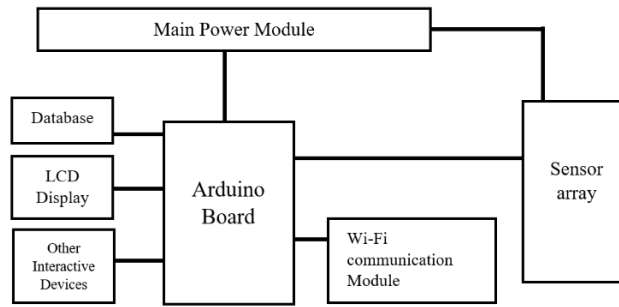 Main Power Module
Database
LCD
Display
Other
Interactive
Devices
Arduino
Board
Wi-Fi
communication
Module
Sensor
array